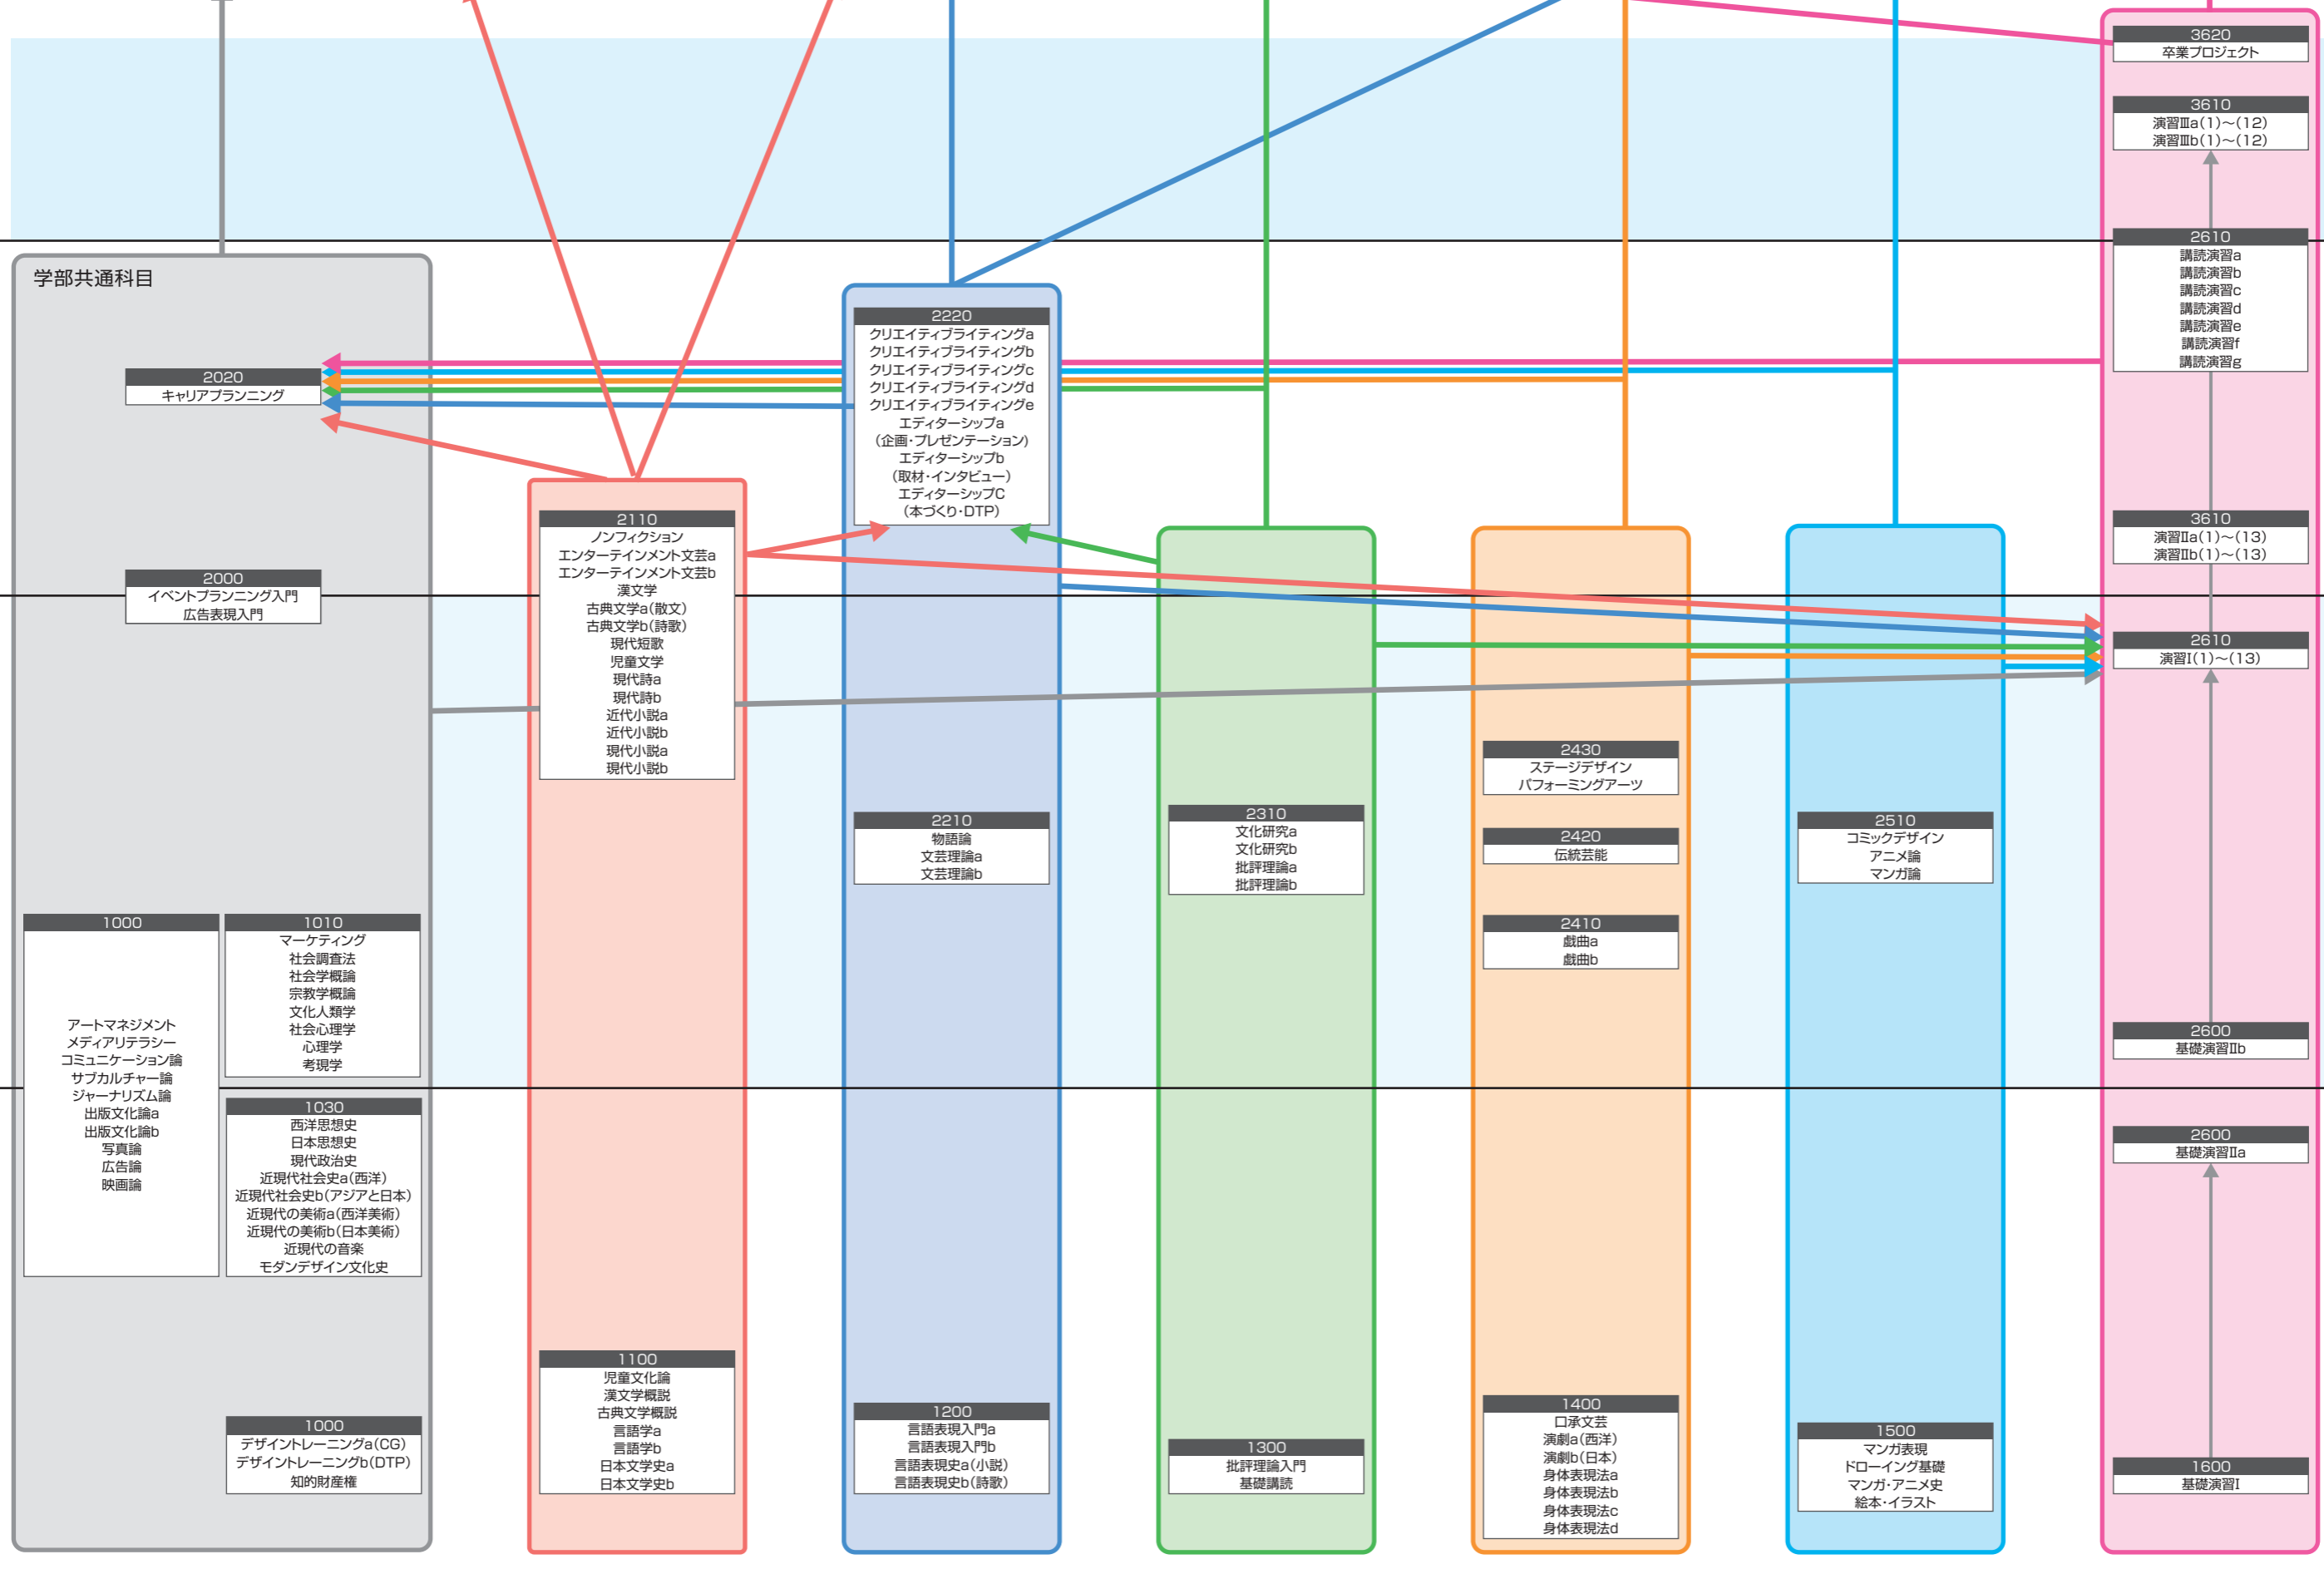 学部共通科目
2020
キャリアプランニング
2000
イベントプランニング入門
広告表現入門
1000
アートマネジメント
メディアリテラシー
コミュニケーション論
サブカルチャー論
ジャーナリズム論
出版文化論a
出版文化論b
写真論
広告論
映画論
1010
マーケティング
社会調査法
社会学概論
宗教学概論
文化人類学
社会心理学
心理学
考現学
1030
西洋思想史
日本思想史
現代政治史
近現代社会史a(西洋)
近現代社会史b(アジアと日本)
近現代の美術a(西洋美術)
近現代の美術b(日本美術)
近現代の音楽
モダンデザイン文化史
1000
デザイントレーニングa(CG)
デザイントレーニングb(DTP)
知的財産権
2110
ノンフィクション
エンターテインメント文芸a
エンターテインメント文芸b
漢文学
古典文学a(散文)
古典文学b(詩歌)
現代短歌
児童文学
現代詩a
現代詩b
近代小説a
近代小説b
現代小説a
現代小説b
1100
児童文化論
漢文学概説
古典文学概説
言語学a
言語学b
日本文学史a
日本文学史b
2220
クリエイティブライティングa
クリエイティブライティングb
クリエイティブライティングc
クリエイティブライティングd
クリエイティブライティングe
エディターシップa
(企画・プレゼンテーション)
エディターシップb
(取材・インタビュー)
エディターシップC
(本づくり・DTP)
2210
物語論
文芸理論a
文芸理論b
1200
言語表現入門a
言語表現入門b
言語表現史a(小説)
言語表現史b(詩歌)
2310
文化研究a
文化研究b
批評理論a
批評理論b
1300
批評理論入門
基礎講読
2430
ステージデザイン
パフォーミングアーツ
2420
伝統芸能
2410
戯曲a
戯曲b
1400
口承文芸
演劇a(西洋)
演劇b(日本)
身体表現法a
身体表現法b
身体表現法c
身体表現法d
2510
コミックデザイン
アニメ論
マンガ論
1500
マンガ表現
ドローイング基礎
マンガ・アニメ史
絵本・イラスト
3620
卒業プロジェクト
3610
演習Ⅲa(1)〜(12)
演習Ⅲb(1)〜(12)
2610
講読演習a
講読演習b
講読演習c
講読演習d
講読演習e
講読演習f
講読演習g
3610
演習Ⅱa(1)〜(13)
演習Ⅱb(1)〜(13)
2610
演習Ⅰ(1)〜(13)
2600
基礎演習Ⅱb
2600
基礎演習Ⅱa
1600
基礎演習Ⅰ